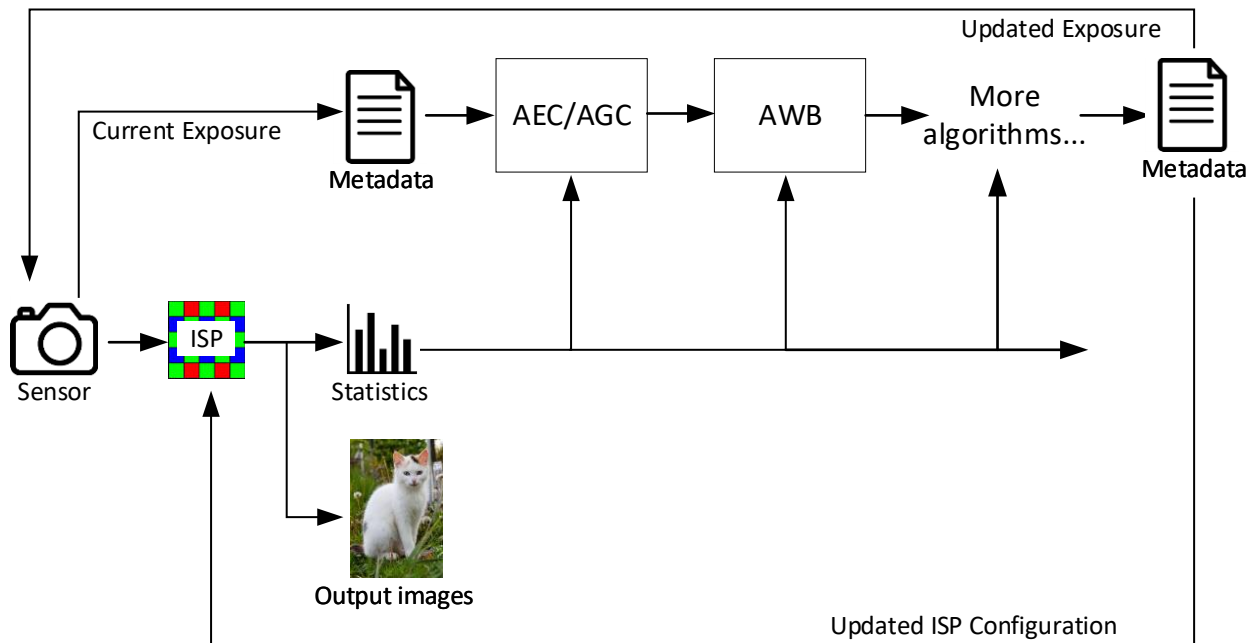 Updated Exposure
Current Exposure
Metadata
AEC/AGC
AWB
More
algorithms...
Metadata
Sensor
ISP
Statistics
Output images
Updated ISP Configuration